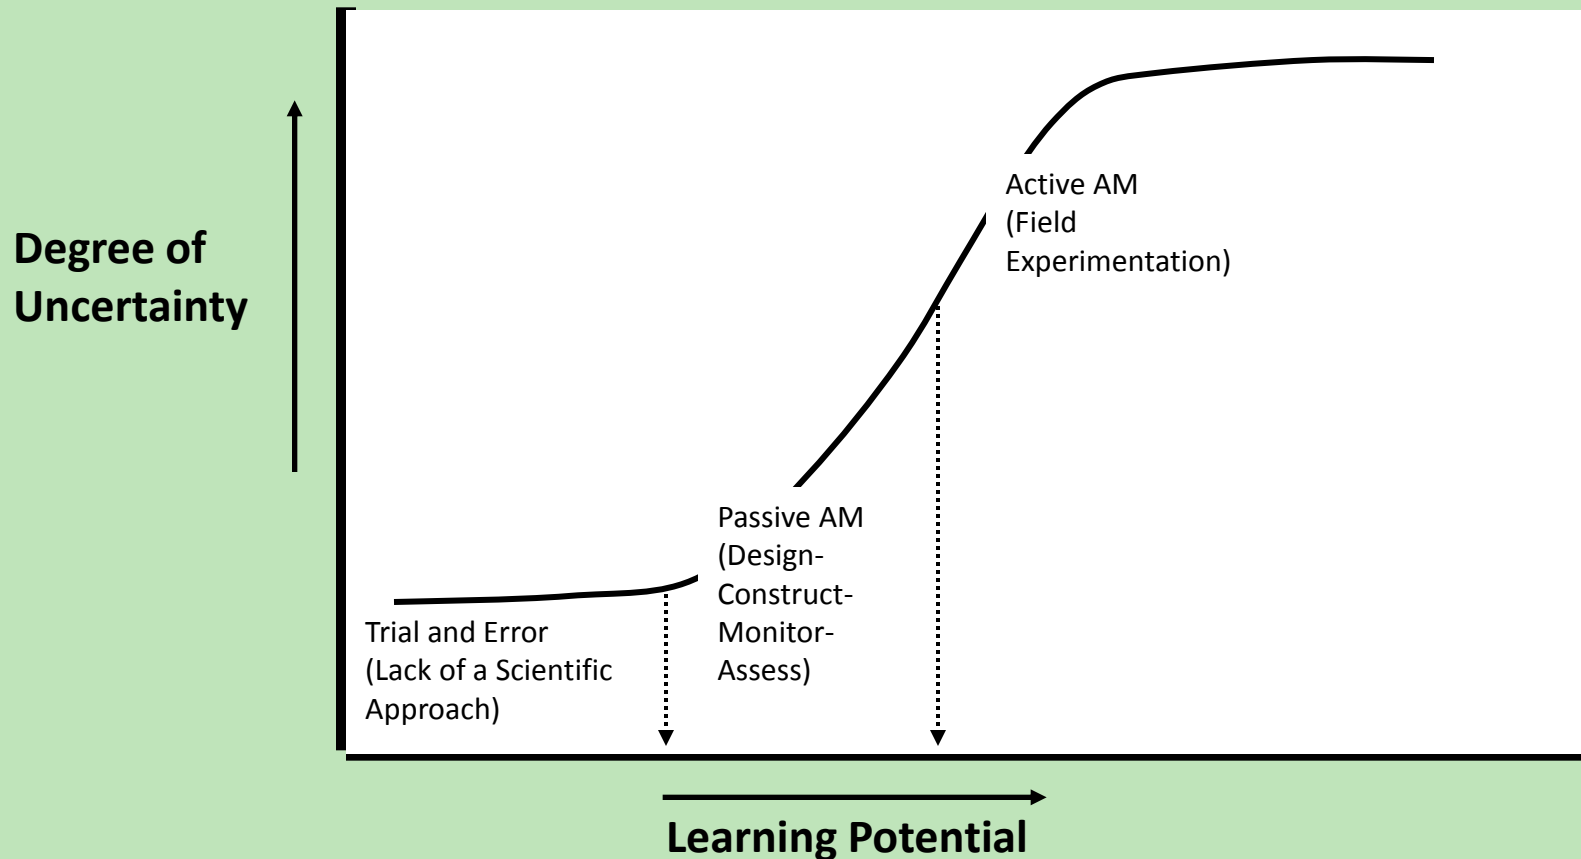 Degree of
Uncertainty
Active AM
(Field
Experimentation)
Passive AM
(Design-
Construct-
Monitor-
Assess)
Trial and Error
(Lack of a Scientific
Approach)
Learning Potential